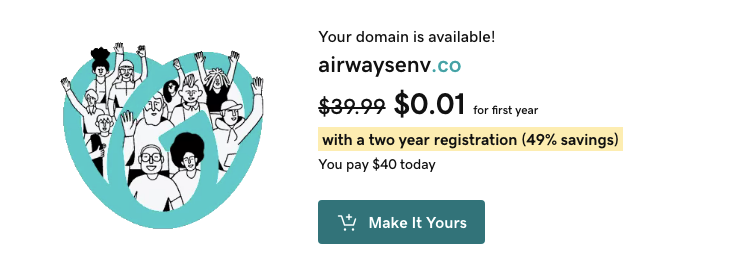 Your domain is available!
airwaysenv.co
$39.99 $0.01 for first year
with a two year registration (49% savings)
You pay $40 today
Make It Yours